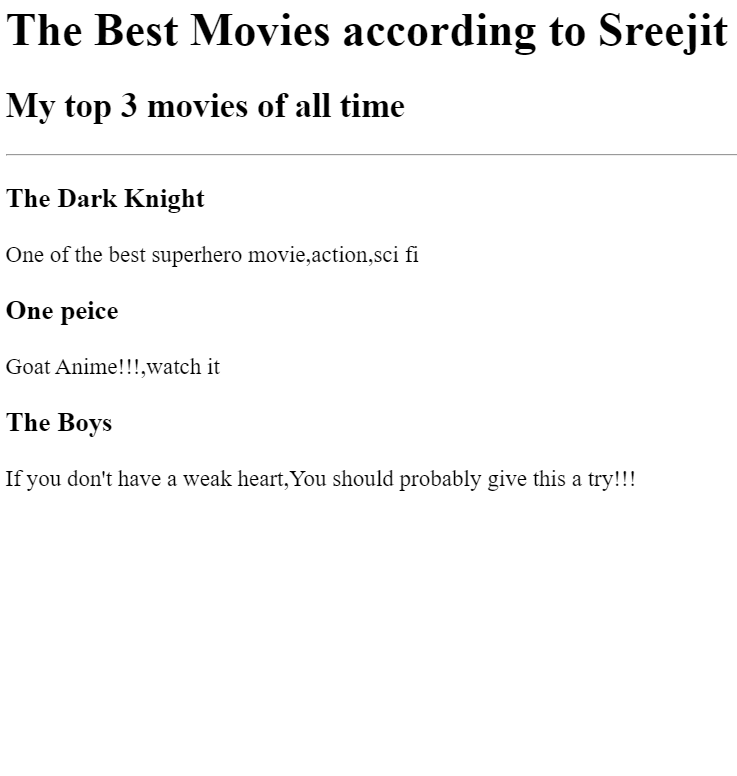 The Best Movies according to Sreejit
My top 3 movies of all time
The Dark Knight
One of the best superhero movie,action,sci fi
One peice
Goat Anime!!!,watch it
The Boys
If you don't have a weak heart,You should probably give this a try!!!